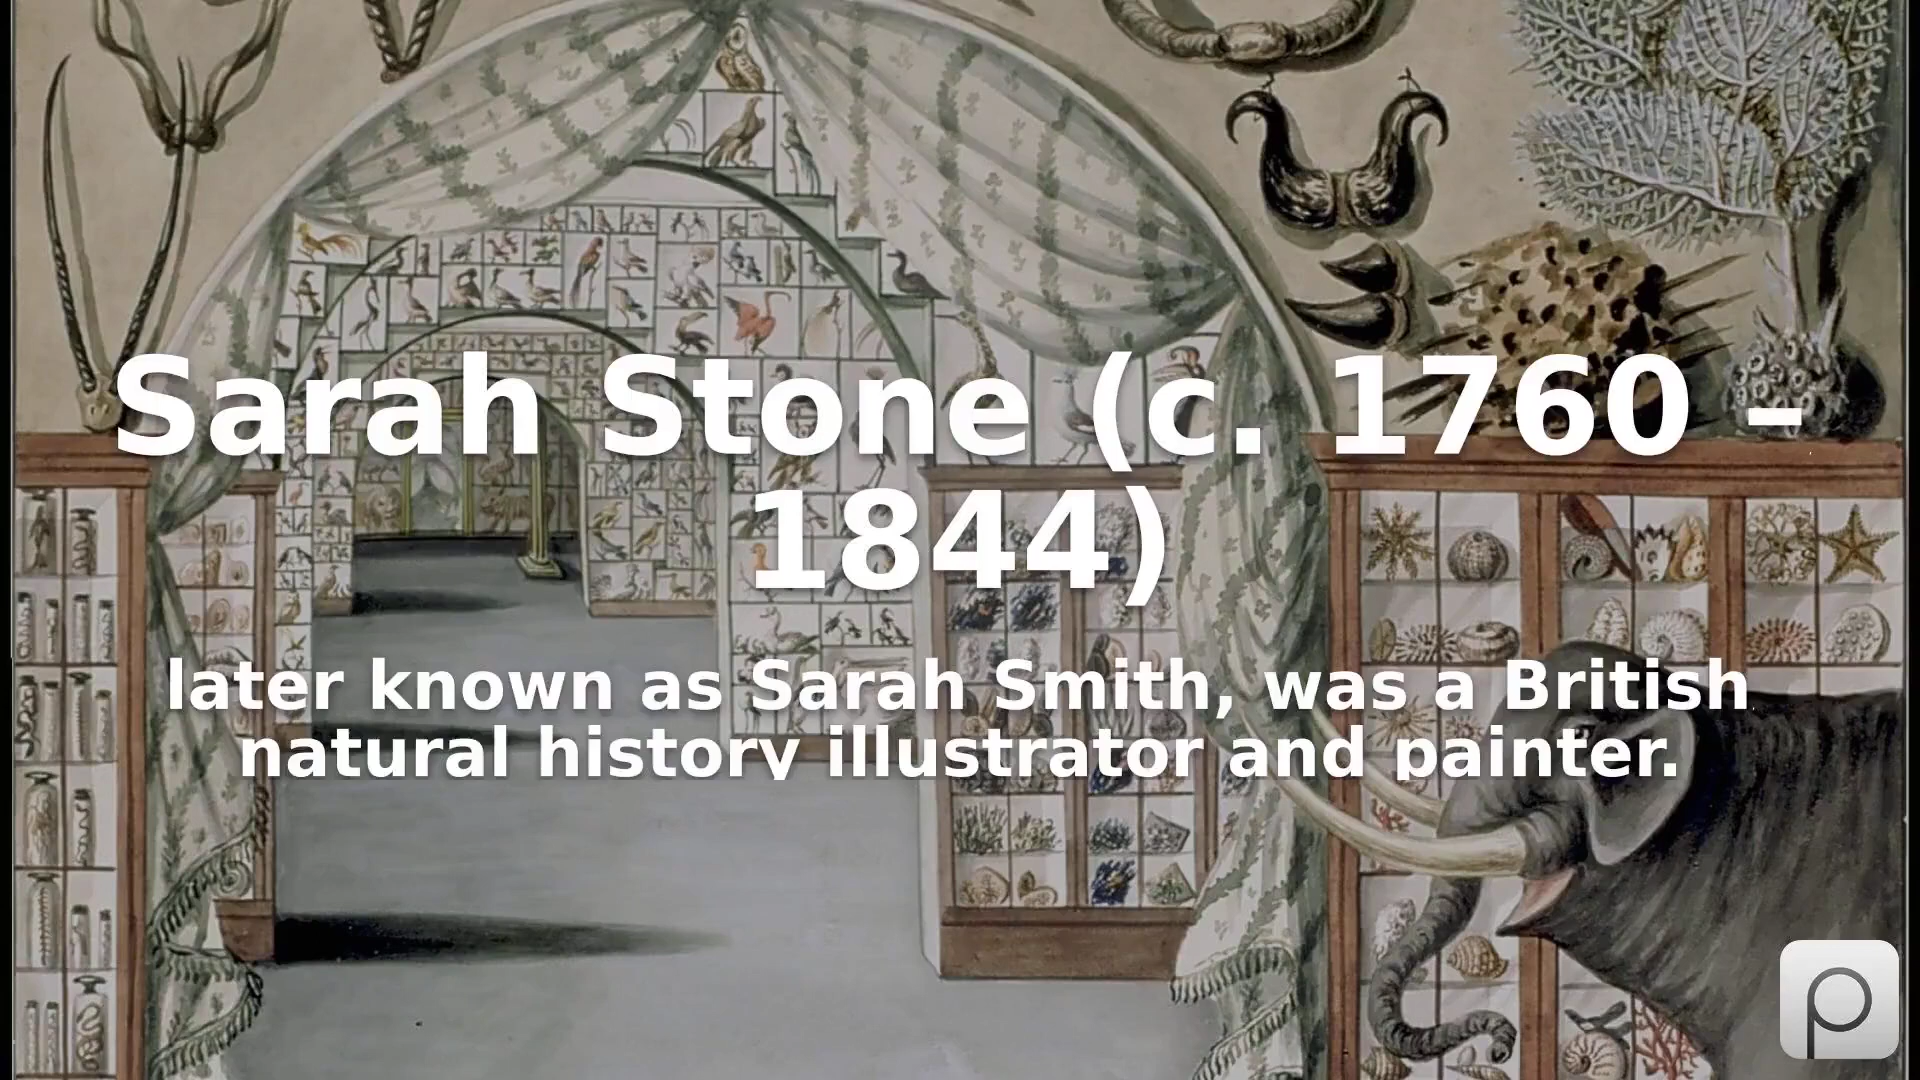 Sarah Stone (c. 1760 –
1844)
later known as Sarah Smith, was a British
natural history illustrator and painter.